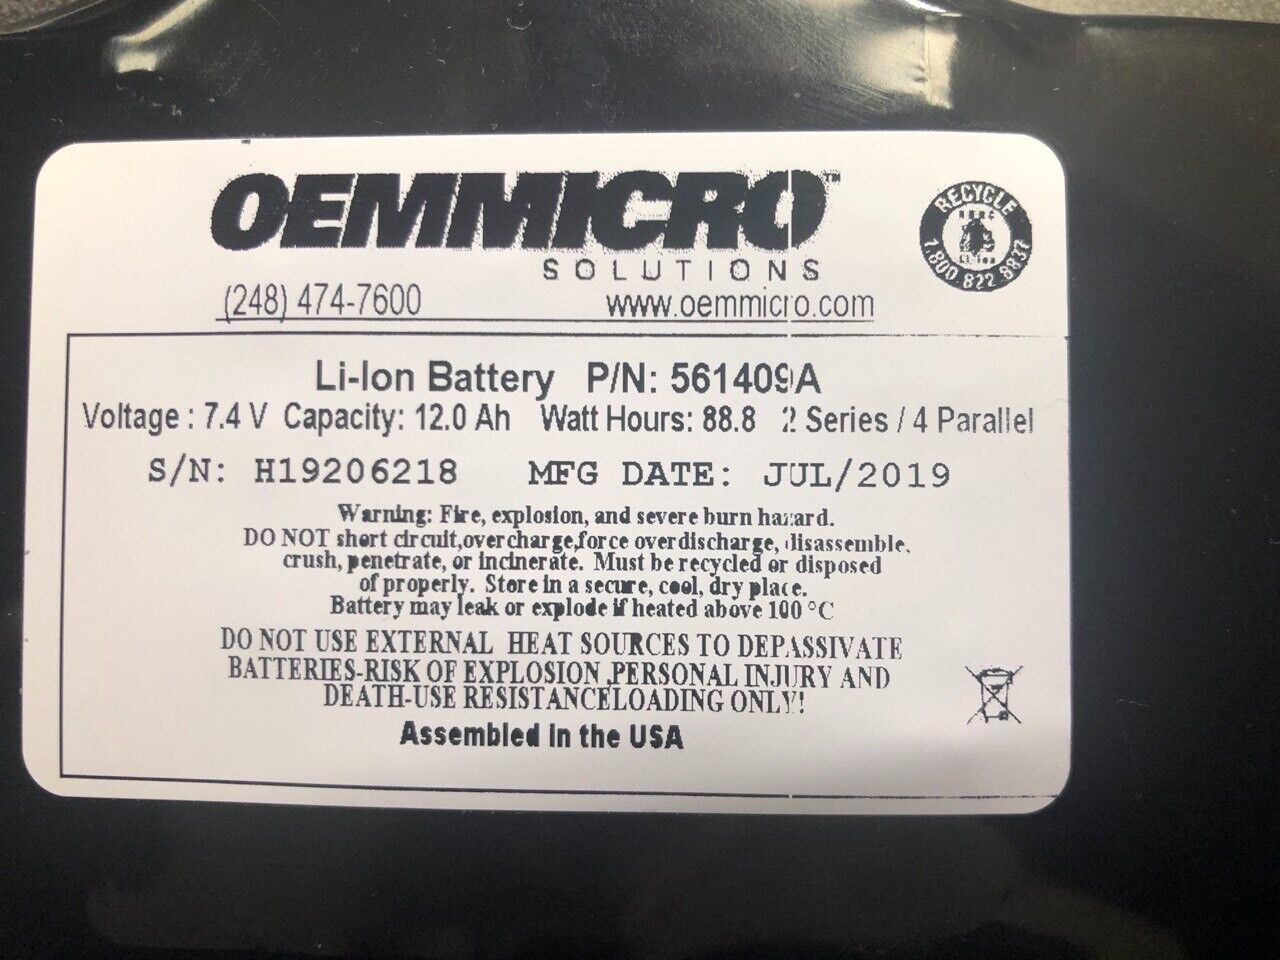 OEMMICRO™
SOLUTIONS
(248) 474-7600 www.oemmicro.com
RECYCLE
RBRC
Li-Ion
1.800.822.8837
Li-Ion Battery P/N: 561409A
Voltage : 7.4 V Capacity: 12.0 Ah Watt Hours: 88.8 2 Series / 4 Parallel
S/N: H19206218 MFG DATE: JUL/2019
Warning: Fire, explosion, and severe burn hazard.
DO NOT short circuit,overcharge,force overdischarge, disassemble,
crush, penetrate, or incinerate. Must be recycled or disposed
of properly. Store in a secure, cool, dry place.
Battery may leak or explode if heated above 100 °C
DO NOT USE EXTERNAL HEAT SOURCES TO DEPASSIVATE
BATTERIES-RISK OF EXPLOSION,PERSONAL INJURY AND
DEATH-USE RESISTANCELOADING ONLY!
Assembled in the USA